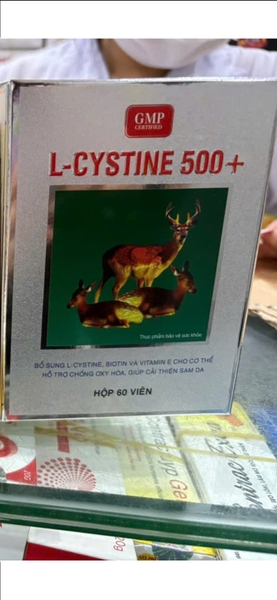 GMP
CERTIFIED
L-CYSTINE 500+
Thực phẩm bảo vệ sức khỏe
BỔ SUNG L-CYSTINE, BIOTIN VÀ VITAMIN E CHO CƠ THỂ
HỖ TRỢ CHỐNG OXY HÓA, GIÚP CẢI THIỆN SẠM DA
HỘP 60 VIÊN